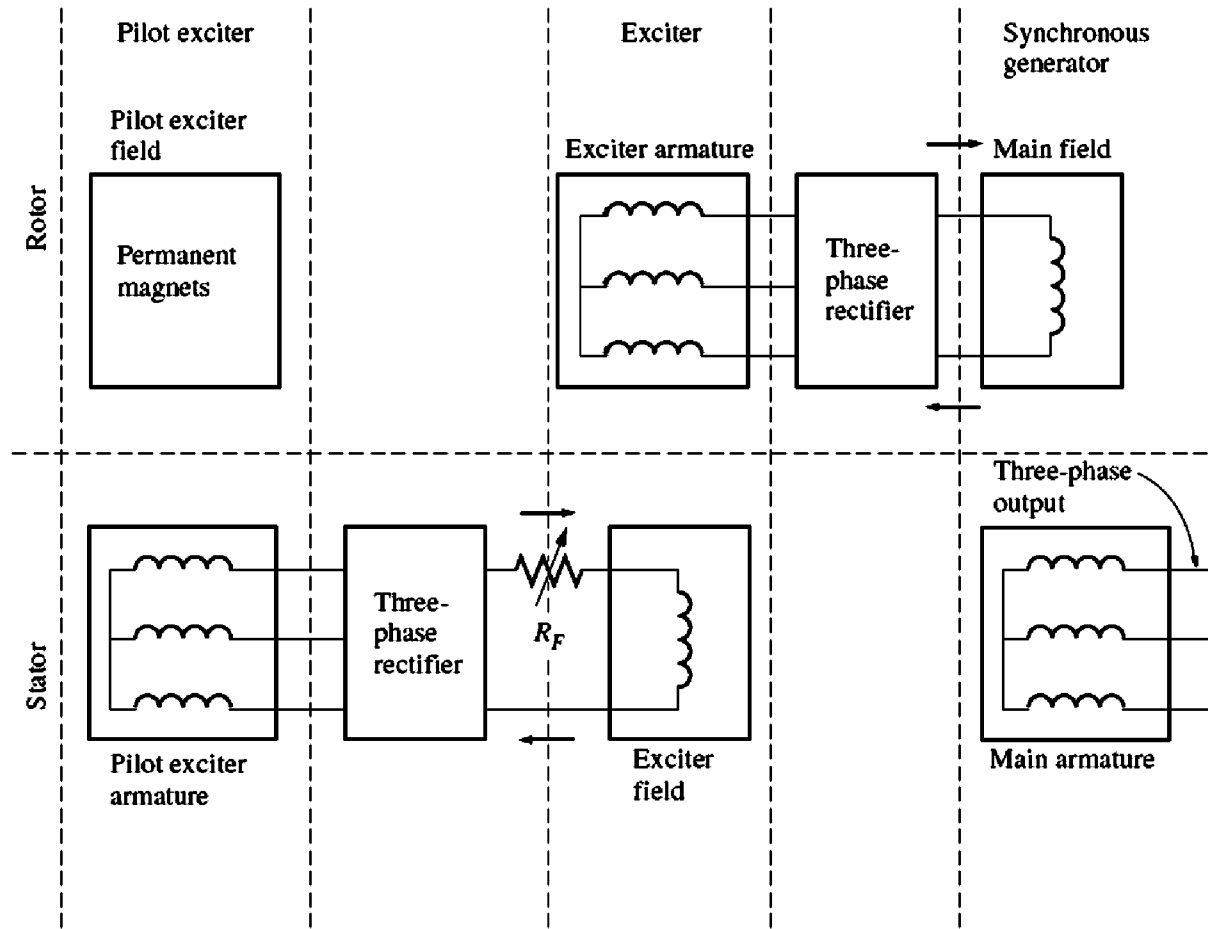 Pilot exciter
Exciter
Synchronous
generator
Pilot exciter
field
Exciter armature
Main field
Rotor
Permanent
magnets
Three-
phase
rectifier
Three-phase
output
Three-
phase
rectifier
R_F
Stator
Pilot exciter
armature
Exciter
field
Main armature